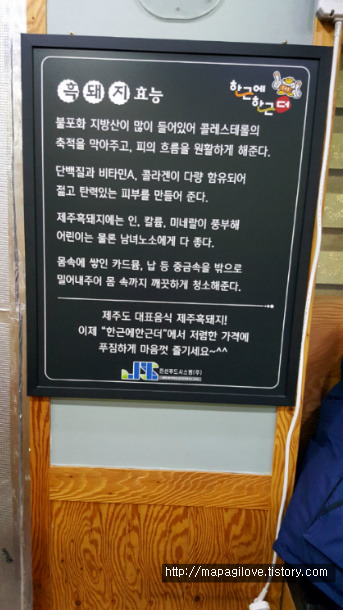 흑돼지효능
한근에
한근더
불포화 지방산이 많이 들어있어 콜레스테롤의
축적을 막아주고, 피의 흐름을 원활하게 해준다.
단백질과 비타민A, 콜라겐이 다량 함유되어
젊고 탄력있는 피부를 만들어 준다.
제주흑돼지에는 인, 칼륨, 미네랄이 풍부해
어린이는 물론 남녀노소에게 다 좋다.
몸속에 쌓인 카드뮴, 납 등 중금속을 밖으로
밀어내주어 몸 속까지 깨끗하게 청소해준다.
제주도 대표음식 제주흑돼지!
이제 "한근에한근더"에서 저렴한 가격에
푸짐하게 마음껏 즐기세요~^^
http://mapagilove.tistory.com